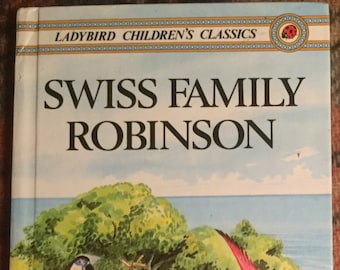 LADYBIRD CHILDREN'S CLASSICS
SWISS FAMILY
ROBINSON